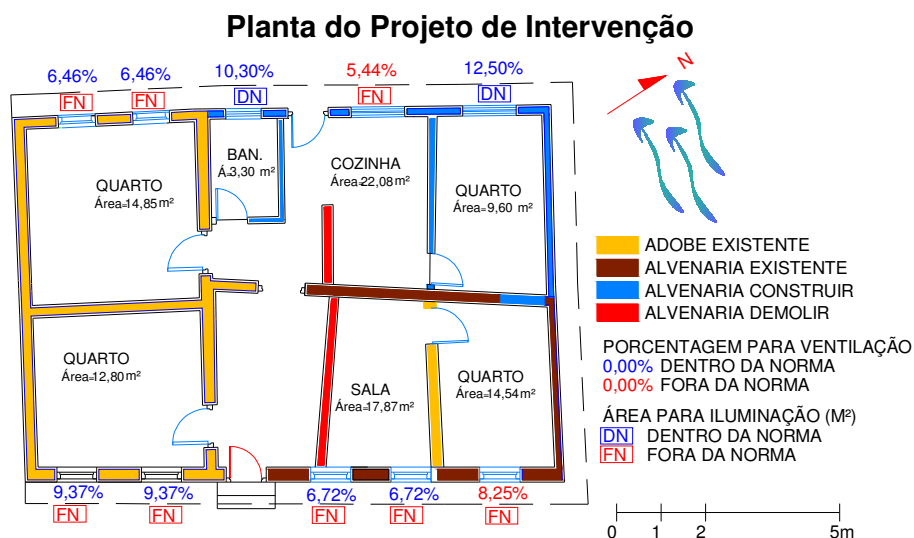 Planta do Projeto de Intervenção
6,46% 6,46% 10,30% 5,44% 12,50%
FN FN DN FN DN
N
BAN.
Á=3,30 m²
COZINHA
Área=22,08 m²
QUARTO
Área=14,85 m²
QUARTO
Área=9,60 m²
QUARTO
Área=12,80 m²
SALA
Área=17,87 m²
QUARTO
Área=14,54 m²
9,37% 9,37% 6,72% 6,72% 8,25%
FN FN FN FN FN
ADOBE EXISTENTE
ALVENARIA EXISTENTE
ALVENARIA CONSTRUIR
ALVENARIA DEMOLIR
PORCENTAGEM PARA VENTILAÇÃO
0,00% DENTRO DA NORMA
0,00% FORA DA NORMA
ÁREA PARA ILUMINAÇÃO (M²)
DN DENTRO DA NORMA
FN FORA DA NORMA
0 1 2 5m